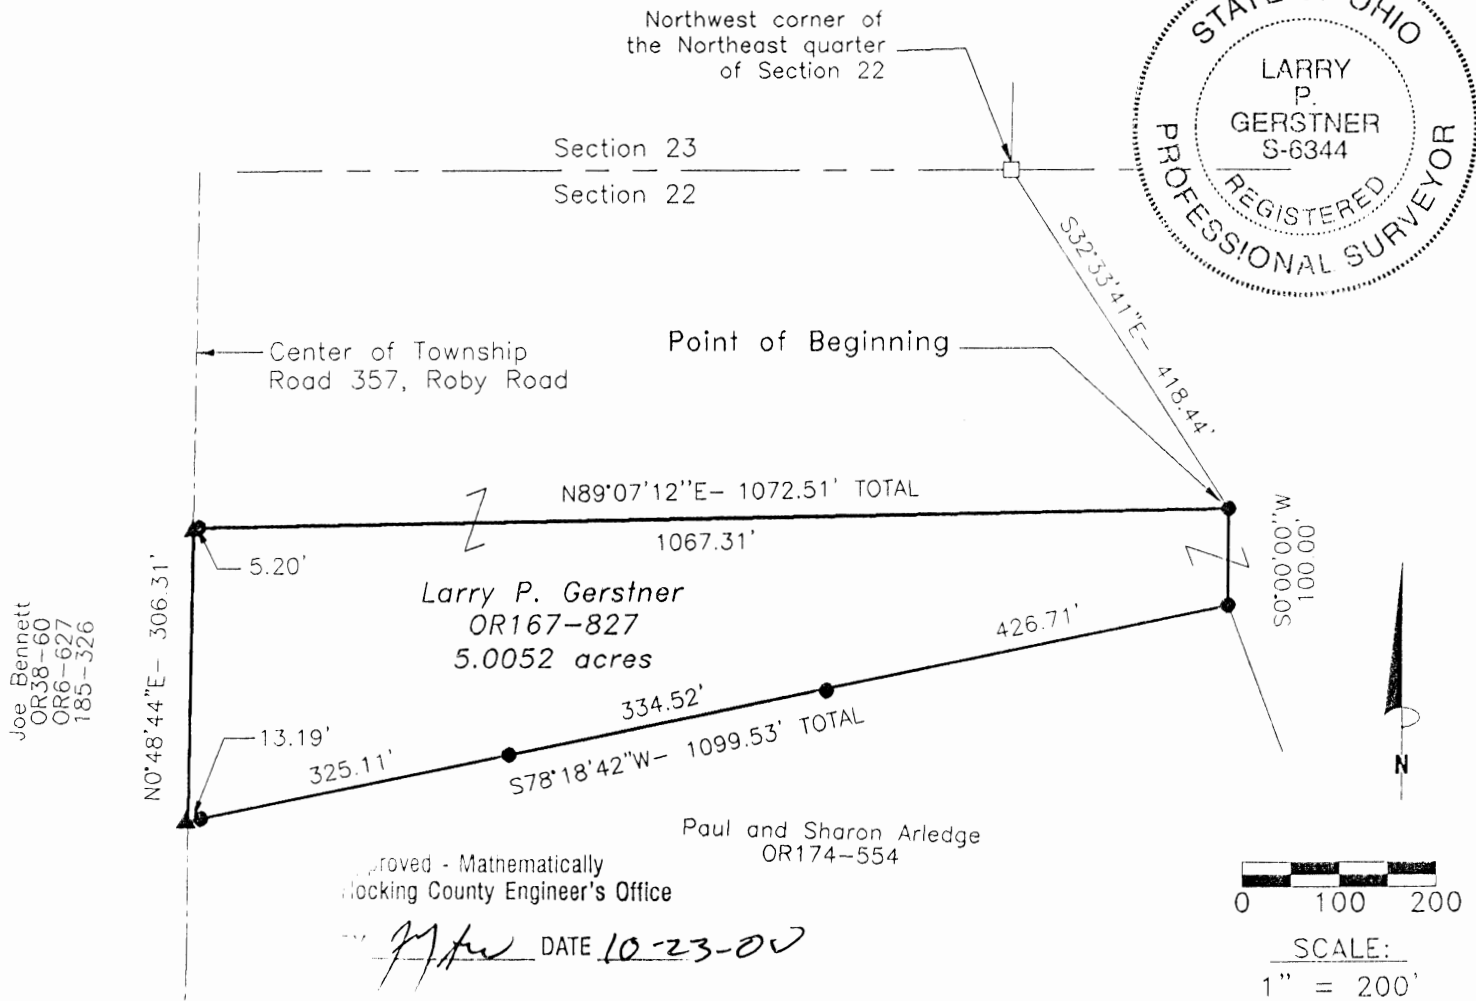 Northwest corner of
the Northeast quarter
of Section 22
STATE OF OHIO
LARRY
P.
GERSTNER
S-6344
REGISTERED
PROFESSIONAL SURVEYOR
Section 23
Section 22
S32°33'41"E- 418.44'
Center of Township
Road 357, Roby Road
Point of Beginning
N89°07'12"E- 1072.51' TOTAL
1067.31'
5.20'
S0°00'00"W
100.00'
Larry P. Gerstner
OR167-827
5.0052 acres
N0°48'44"E- 306.31'
Joe Bennett
OR38-60
OR6-627
185-326
426.71'
334.52'
13.19'
325.11'
S78°18'42"W- 1099.53' TOTAL
N
Paul and Sharon Arledge
OR174-554
roved - Mathematically
ocking County Engineer's Office
DATE 10-23-00
0 100 200
SCALE:
1" = 200'